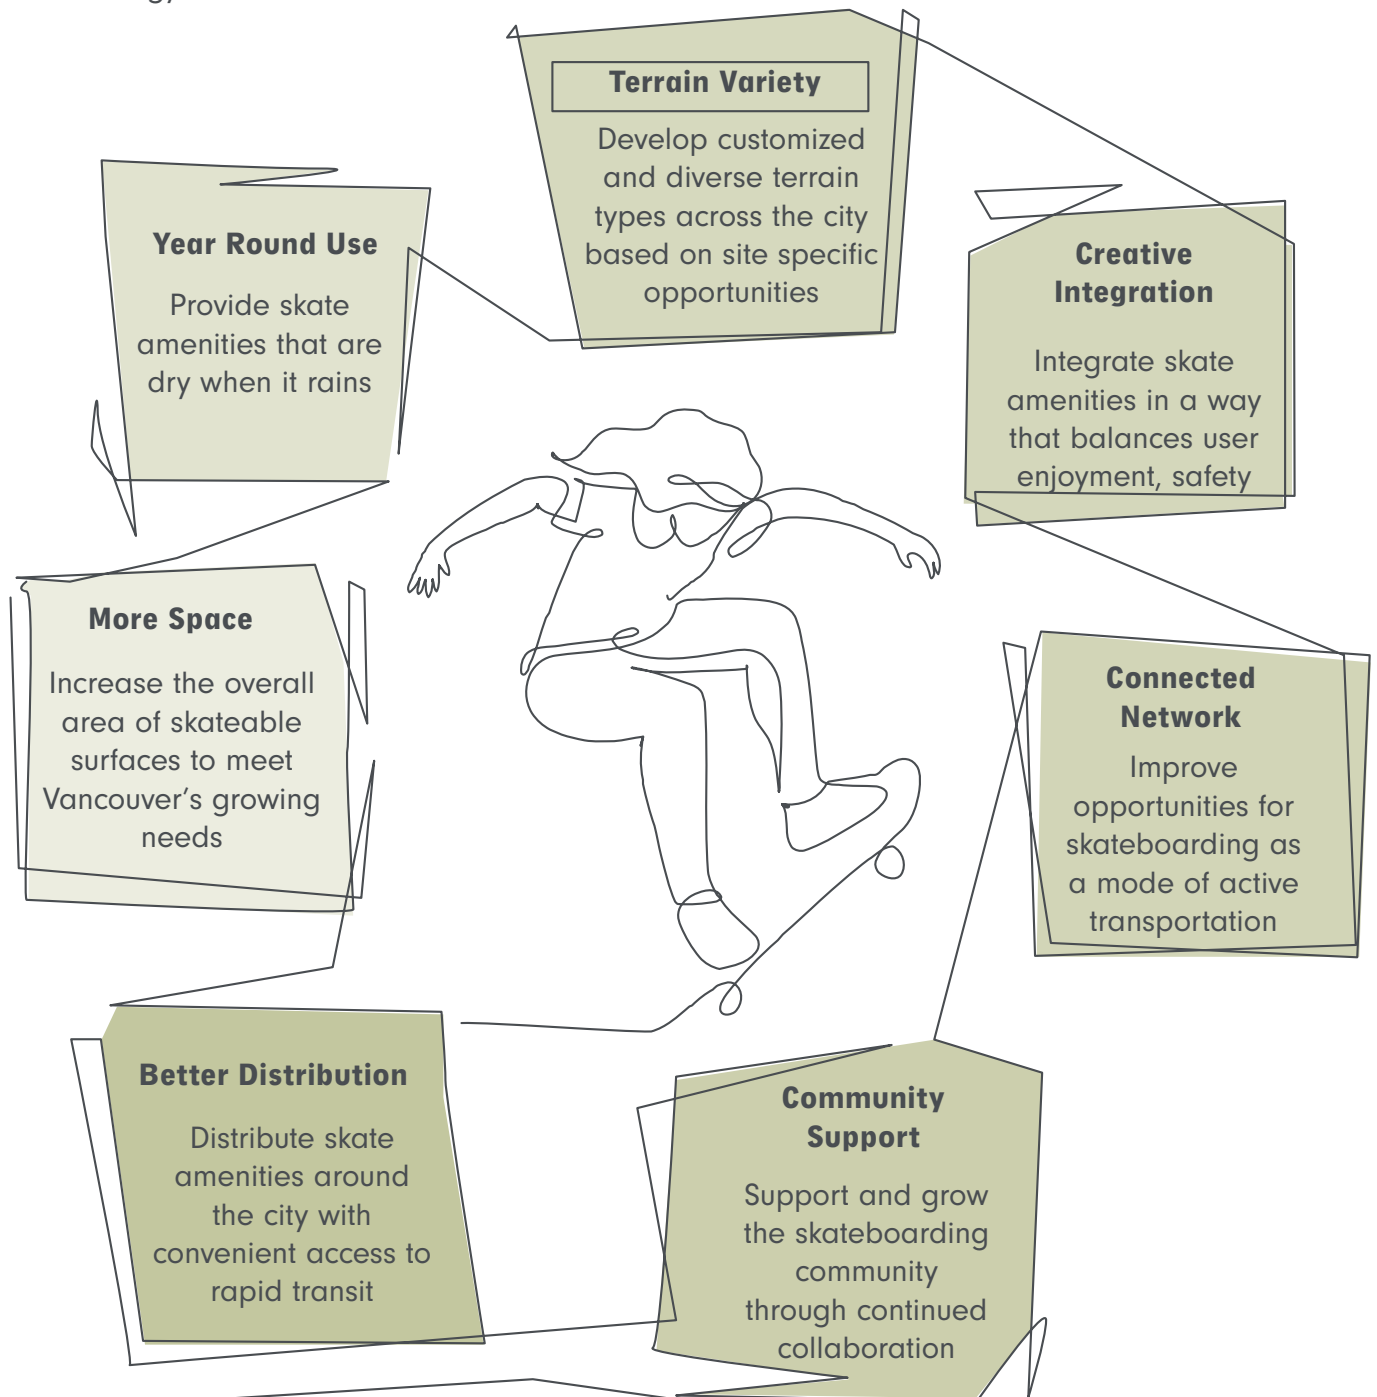 Terrain Variety
Develop customized
and diverse terrain
types across the city
based on site specific
opportunities
Year Round Use
Provide skate
amenities that are
dry when it rains
Creative
Integration
Integrate skate
amenities in a way
that balances user
enjoyment, safety
More Space
Increase the overall
area of skateable
surfaces to meet
Vancouver's growing
needs
Connected
Network
Improve
opportunities for
skateboarding as
a mode of active
transportation
Better Distribution
Distribute skate
amenities around
the city with
convenient access to
rapid transit
Community
Support
Support and grow
the skateboarding
community
through continued
collaboration